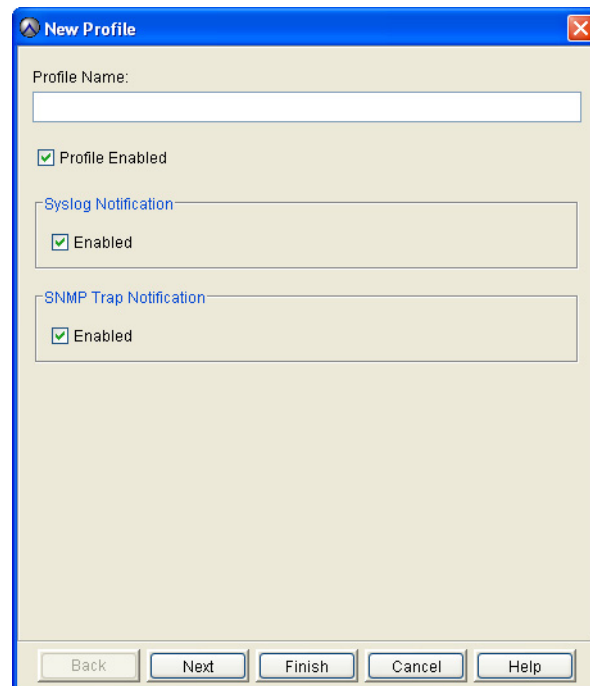 New Profile
Profile Name:
Profile Enabled
Syslog Notification
Enabled
SNMP Trap Notification
Enabled
Back Next Finish Cancel Help